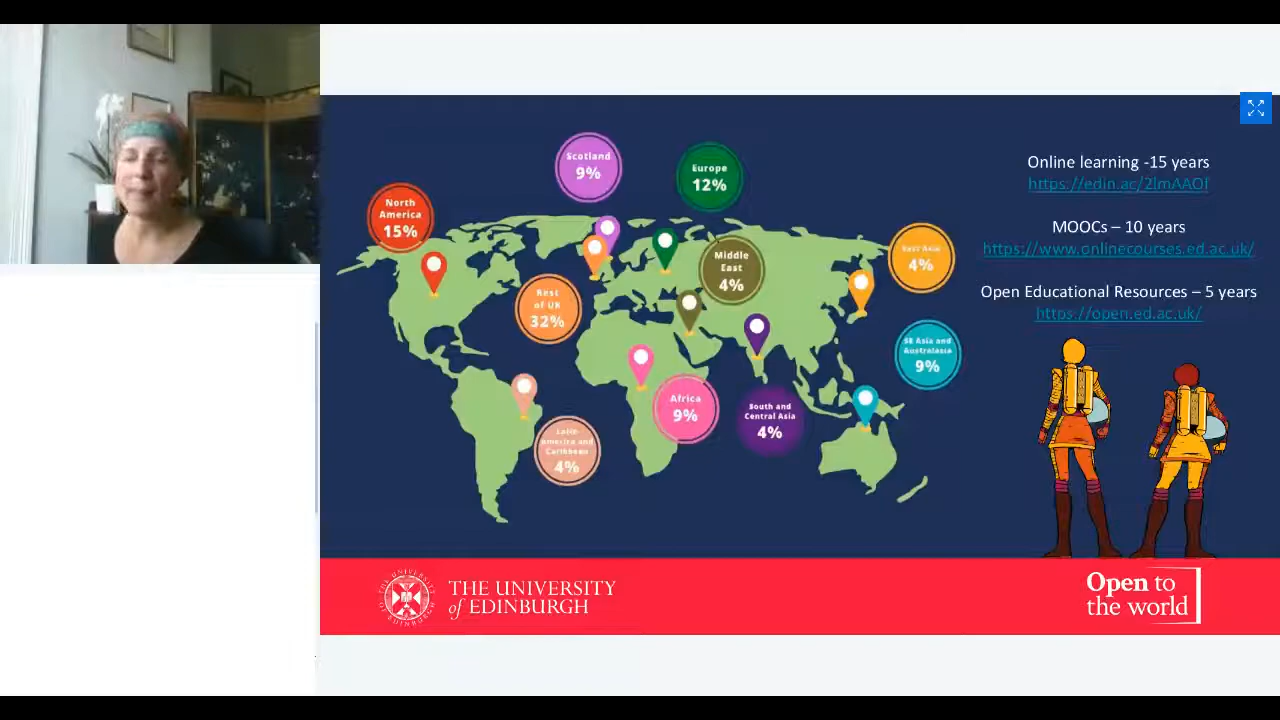 Scotland
9%
Europe
12%
North
America
15%
Middle
East
4%
East Asia
4%
Rest
of UK
32%
SE Asia and
Australasia
9%
Africa
9%
South and
Central Asia
4%
Latin
america and
Caribbean
4%
Online learning -15 years
https://edin.ac/2lmAAOf
MOOCs – 10 years
https://www.onlinecourses.ed.ac.uk/
Open Educational Resources – 5 years
https://open.ed.ac.uk/
THE UNIVERSITY
of EDINBURGH
Open to
the world